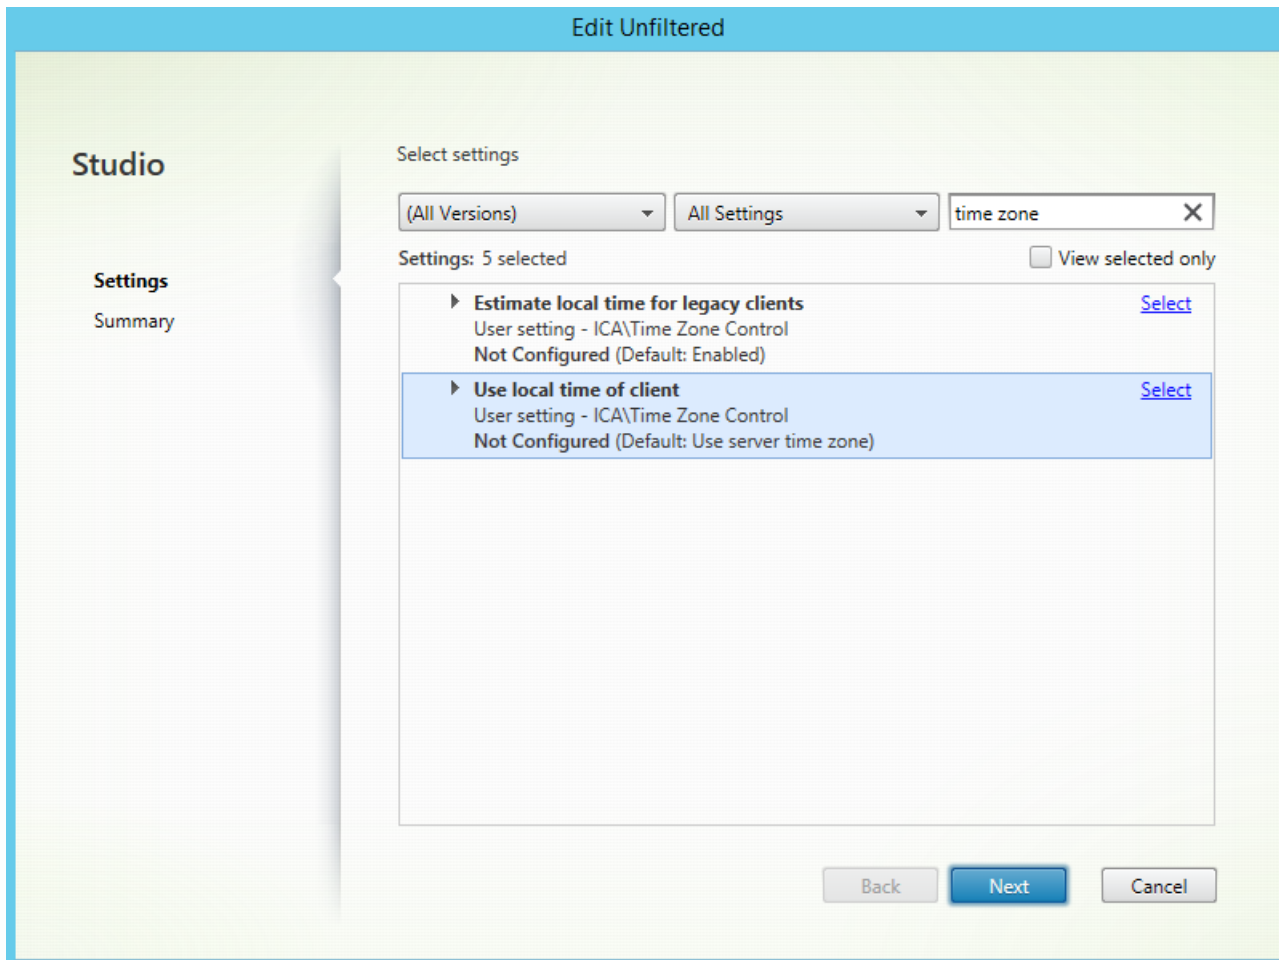 Edit Unfiltered
Studio
Settings
Summary
Select settings
(All Versions) All Settings time zone
Settings: 5 selected View selected only
Estimate local time for legacy clients Select
User setting - ICA\Time Zone Control
Not Configured (Default: Enabled)
Use local time of client Select
User setting - ICA\Time Zone Control
Not Configured (Default: Use server time zone)
Back Next Cancel